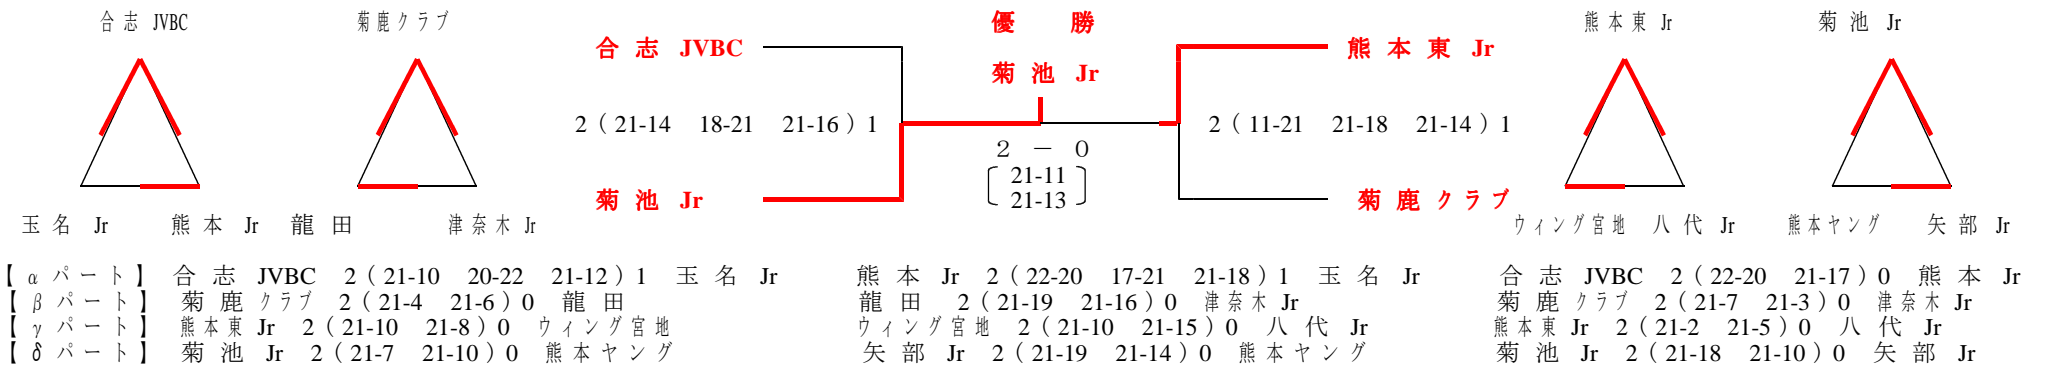 合志 JVBC 菊鹿クラブ 優 勝 熊本東 Jr 菊池 Jr
合志 JVBC 熊本東 Jr
菊池 Jr
2（21-14 18-21 21-16）1 2（11-21 21-18 21-14）1
２－０
21-11
21-13
菊池 Jr 菊鹿クラブ
玉名 Jr 熊本 Jr 龍田 津奈木 Jr ウィング宮地 八代 Jr 熊本ヤング 矢部 Jr
【αパート】 合志 JVBC 2（21-10 20-22 21-12）1 玉名 Jr 熊本 Jr 2（22-20 17-21 21-18）1 玉名 Jr 合志 JVBC 2（22-20 21-17）0 熊本 Jr
【βパート】 菊鹿クラブ 2（21-4 21-6）0 龍田 龍田 2（21-19 21-16）0 津奈木 Jr 菊鹿クラブ 2（21-7 21-3）0 津奈木 Jr
【γパート】 熊本東 Jr 2（21-10 21-8）0 ウィング宮地 ウィング宮地 2（21-10 21-15）0 八代 Jr 熊本東 Jr 2（21-2 21-5）0 八代 Jr
【δパート】 菊池 Jr 2（21-7 21-10）0 熊本ヤング 矢部 Jr 2（21-19 21-14）0 熊本ヤング 菊池 Jr 2（21-18 21-10）0 矢部 Jr